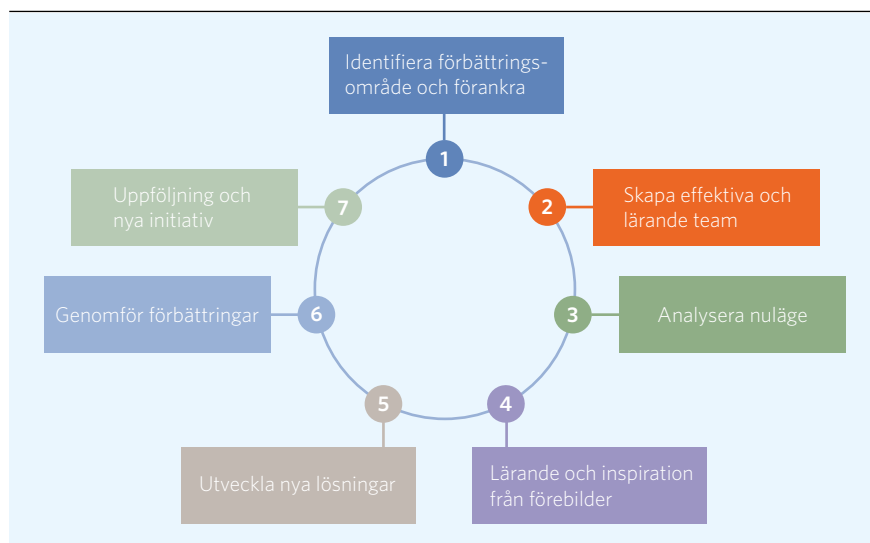 Identifiera förbättrings-
område och förankra
1
2
Skapa effektiva och
lärande team
3
Analysera nuläge
4
Lärande och inspiration
från förebilder
5
Utveckla nya lösningar
6
Genomför förbättringar
7
Uppföljning och
nya initiativ